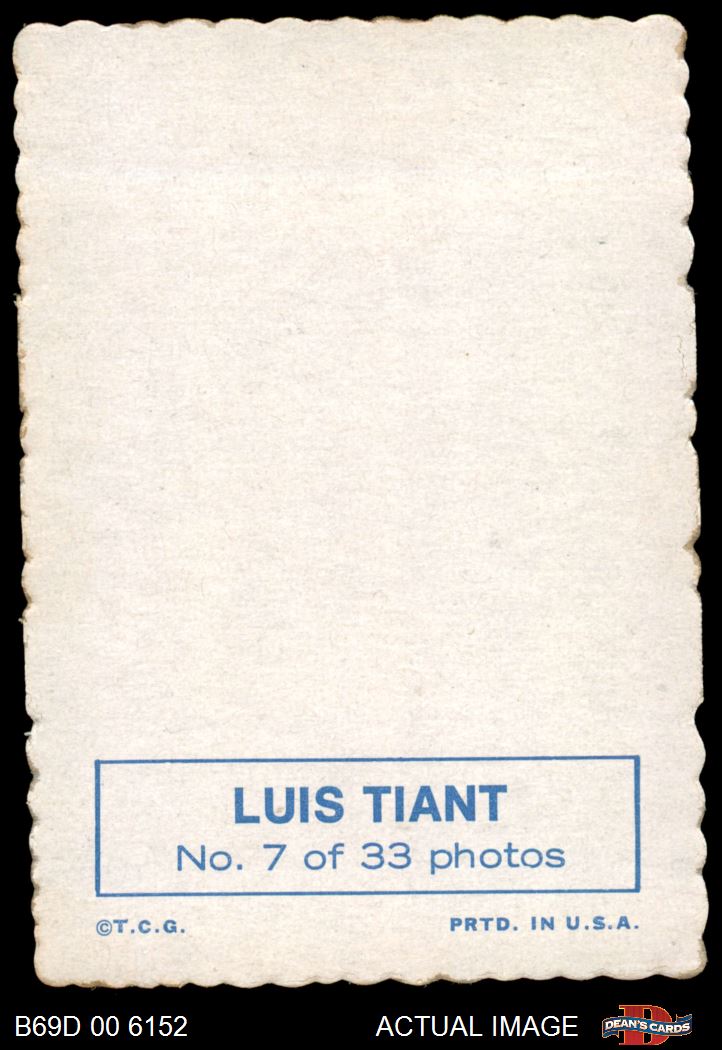 LUIS TIANT
No. 7 of 33 photos
©T.C.G. PRTD. IN U.S.A.
B69D 00 6152 ACTUAL IMAGE DEAN'S CARDS